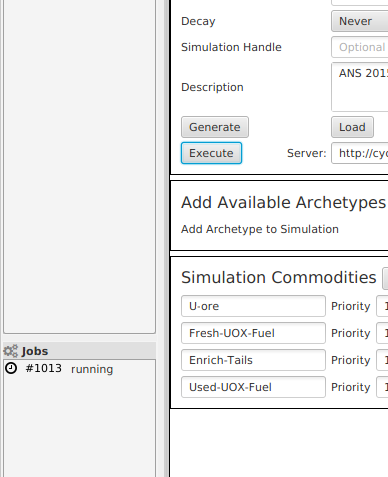 Decay Never
Simulation Handle Optional
Description ANS 2015
Generate Load
Execute Server: http://cyc
Add Available Archetypes
Add Archetype to Simulation
Simulation Commodities
U-ore Priority 1
Fresh-UOX-Fuel Priority 1
Enrich-Tails Priority 1
Used-UOX-Fuel Priority 1
Jobs
#1013 running